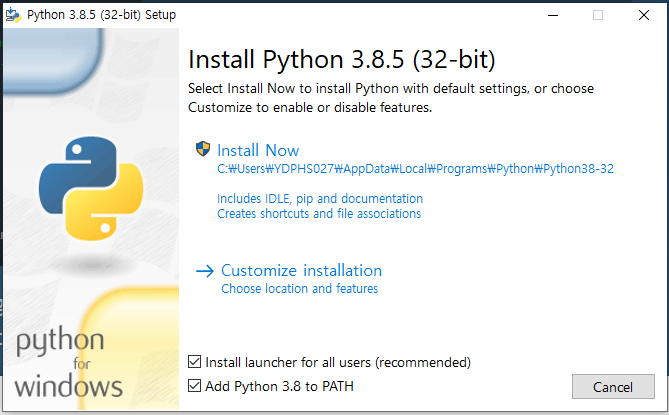 Python 3.8.5 (32-bit) Setup
Install Python 3.8.5 (32-bit)
Select Install Now to install Python with default settings, or choose
Customize to enable or disable features.
Install Now
C:₩Users₩YDPHS027₩AppData₩Local₩Programs₩Python₩Python38-32
Includes IDLE, pip and documentation
Creates shortcuts and file associations
Customize installation
Choose location and features
python
for
windows
Install launcher for all users (recommended)
Add Python 3.8 to PATH
Cancel